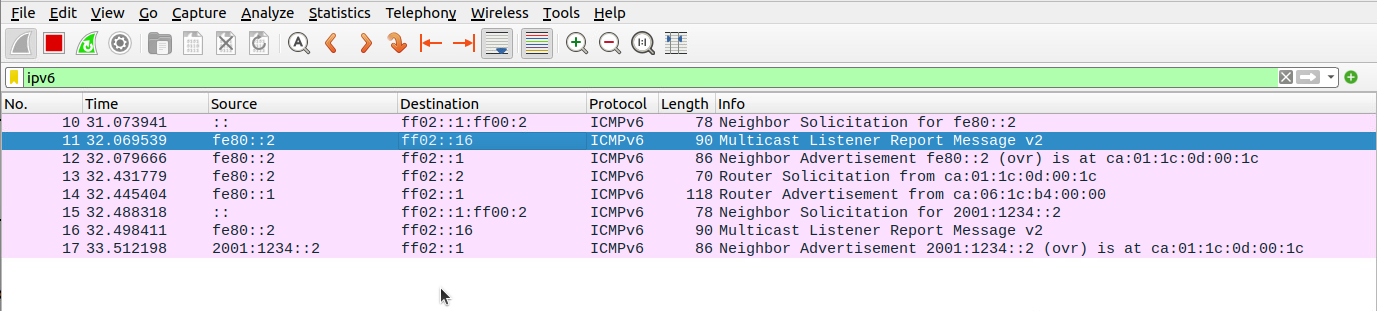 File Edit View Go Capture Analyze Statistics Telephony Wireless Tools Help
ipv6
No. Time Source Destination Protocol Length Info
10 31.073941 :: ff02::1:ff00:2 ICMPv6 78 Neighbor Solicitation for fe80::2
11 32.069539 fe80::2 ff02::16 ICMPv6 90 Multicast Listener Report Message v2
12 32.079666 fe80::2 ff02::1 ICMPv6 86 Neighbor Advertisement fe80::2 (ovr) is at ca:01:1c:0d:00:1c
13 32.431779 fe80::2 ff02::2 ICMPv6 70 Router Solicitation from ca:01:1c:0d:00:1c
14 32.445404 fe80::1 ff02::1 ICMPv6 118 Router Advertisement from ca:06:1c:b4:00:00
15 32.488318 :: ff02::1:ff00:2 ICMPv6 78 Neighbor Solicitation for 2001:1234::2
16 32.498411 fe80::2 ff02::16 ICMPv6 90 Multicast Listener Report Message v2
17 33.512198 2001:1234::2 ff02::1 ICMPv6 86 Neighbor Advertisement 2001:1234::2 (ovr) is at ca:01:1c:0d:00:1c